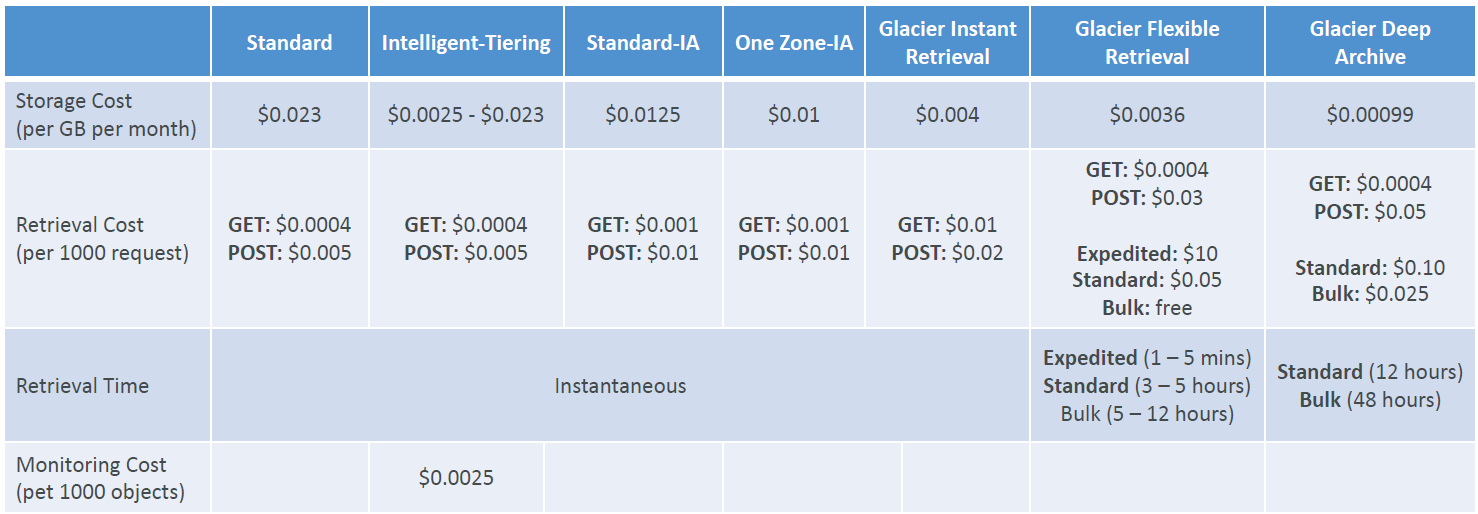 Standard
Intelligent-Tiering
Standard-IA
One Zone-IA
Glacier Instant
Retrieval
Glacier Flexible
Retrieval
Glacier Deep
Archive
Storage Cost
(per GB per month)
$0.023
$0.0025 - $0.023
$0.0125
$0.01
$0.004
$0.0036
$0.00099
Retrieval Cost
(per 1000 request)
GET: $0.0004
POST: $0.005
GET: $0.0004
POST: $0.005
GET: $0.001
POST: $0.01
GET: $0.001
POST: $0.01
GET: $0.01
POST: $0.02
GET: $0.0004
POST: $0.03
Expedited: $10
Standard: $0.05
Bulk: free
GET: $0.0004
POST: $0.05
Standard: $0.10
Bulk: $0.025
Retrieval Time
Instantaneous
Expedited (1 – 5 mins)
Standard (3 – 5 hours)
Bulk (5 – 12 hours)
Standard (12 hours)
Bulk (48 hours)
Monitoring Cost
(pet 1000 objects)
$0.0025